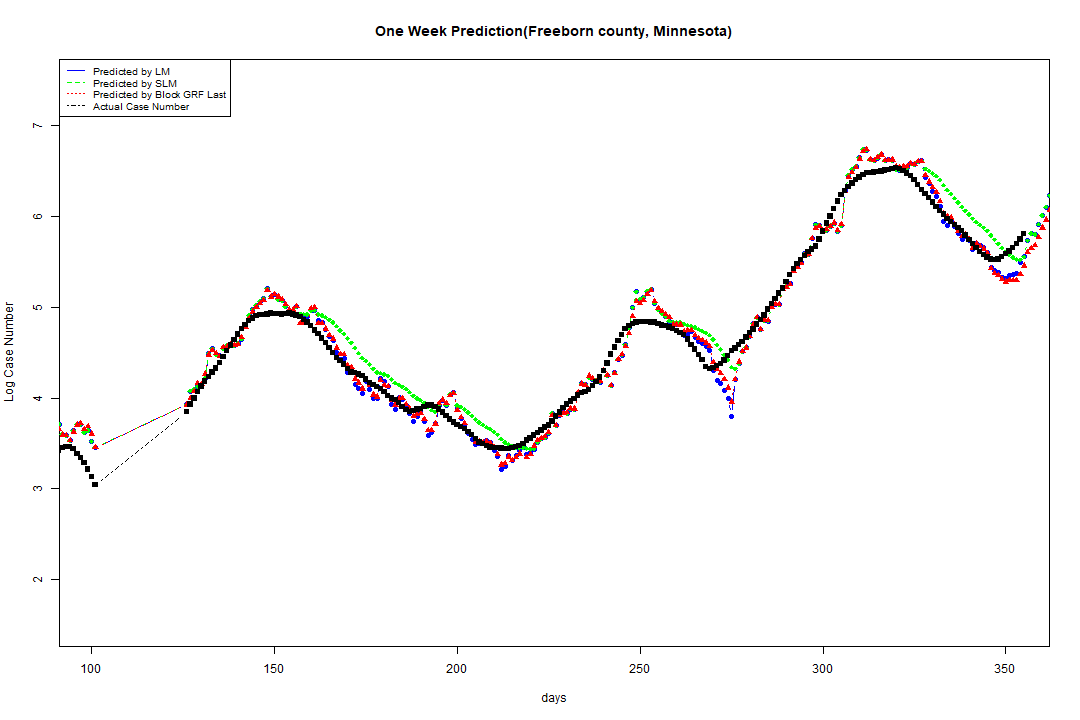 One Week Prediction(Freeborn county, Minnesota)
Predicted by LM
Predicted by SLM
Predicted by Block GRF Last
Actual Case Number
Log Case Number
7
6
5
4
3
2
100 150 200 250 300 350
days